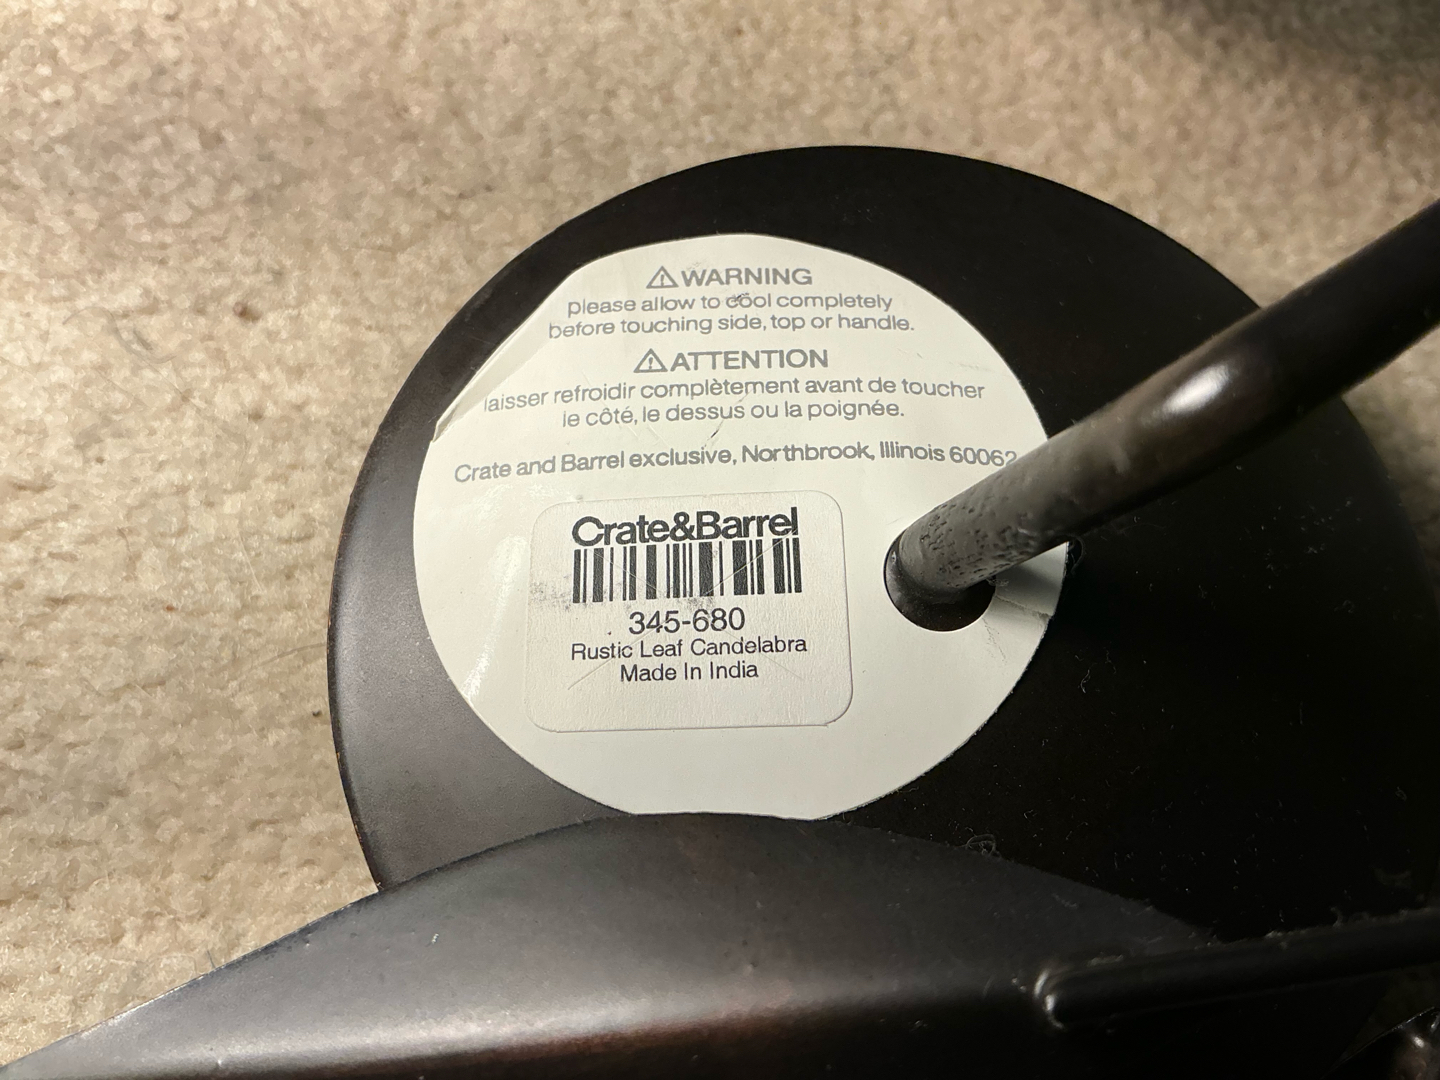 ⚠WARNING
please allow to cool completely
before touching side, top or handle.
⚠ATTENTION
laisser refroidir complètement avant de toucher
le côté, le dessus ou la poignée.
Crate and Barrel exclusive, Northbrook, Illinois 60062
Crate&Barrel
345-680
Rustic Leaf Candelabra
Made In India